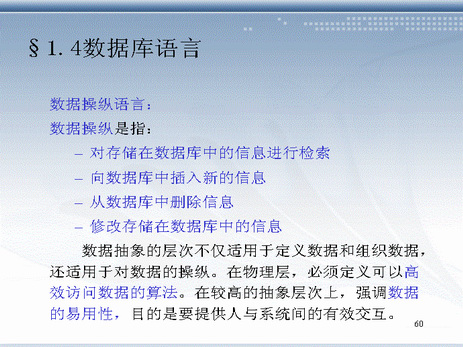 §1.4数据库语言
数据操纵语言：
数据操纵是指：
– 对存储在数据库中的信息进行检索
– 向数据库中插入新的信息
– 从数据库中删除信息
– 修改存储在数据库中的信息
数据抽象的层次不仅适用于定义数据和组织数据，
还适用于对数据的操纵。在物理层，必须定义可以高
效访问数据的算法。在较高的抽象层次上，强调数据
的易用性，目的是要提供人与系统间的有效交互。
60